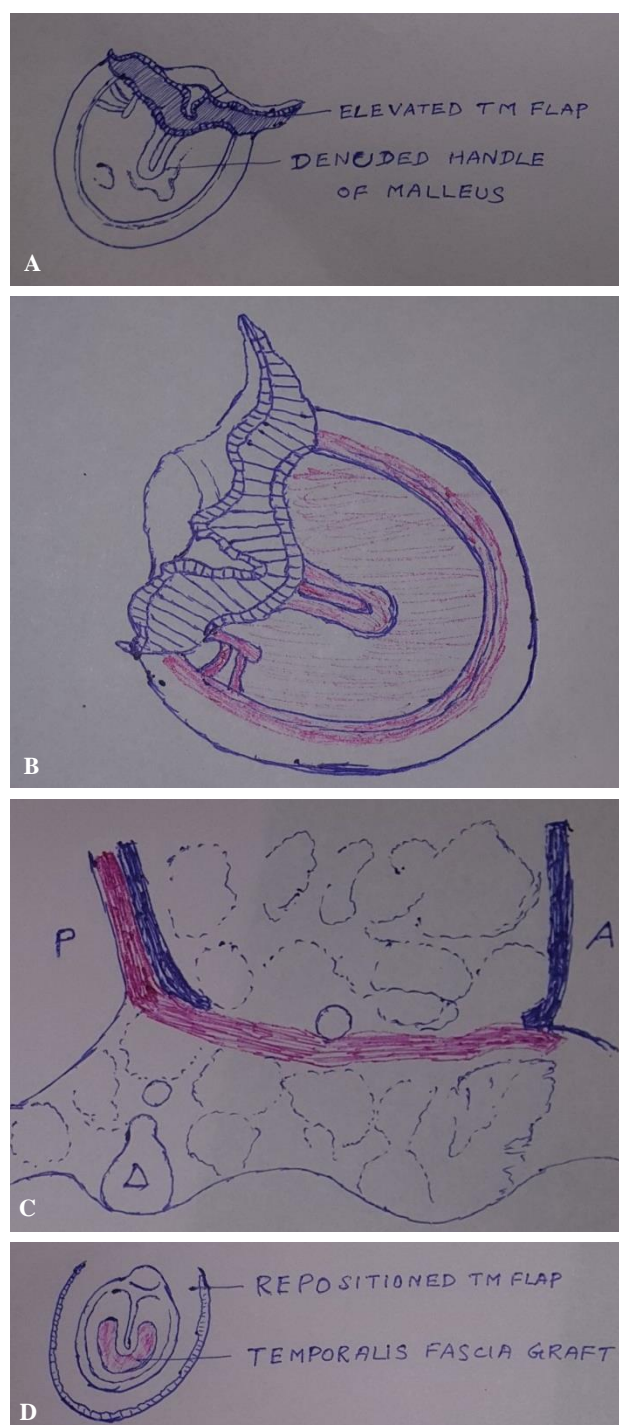 ELEVATED TM FLAP
DENUDED HANDLE
OF MALLEUS
A
B
P
A
C
REPOSITIONED TM FLAP
TEMPORALIS FASCIA GRAFT
D